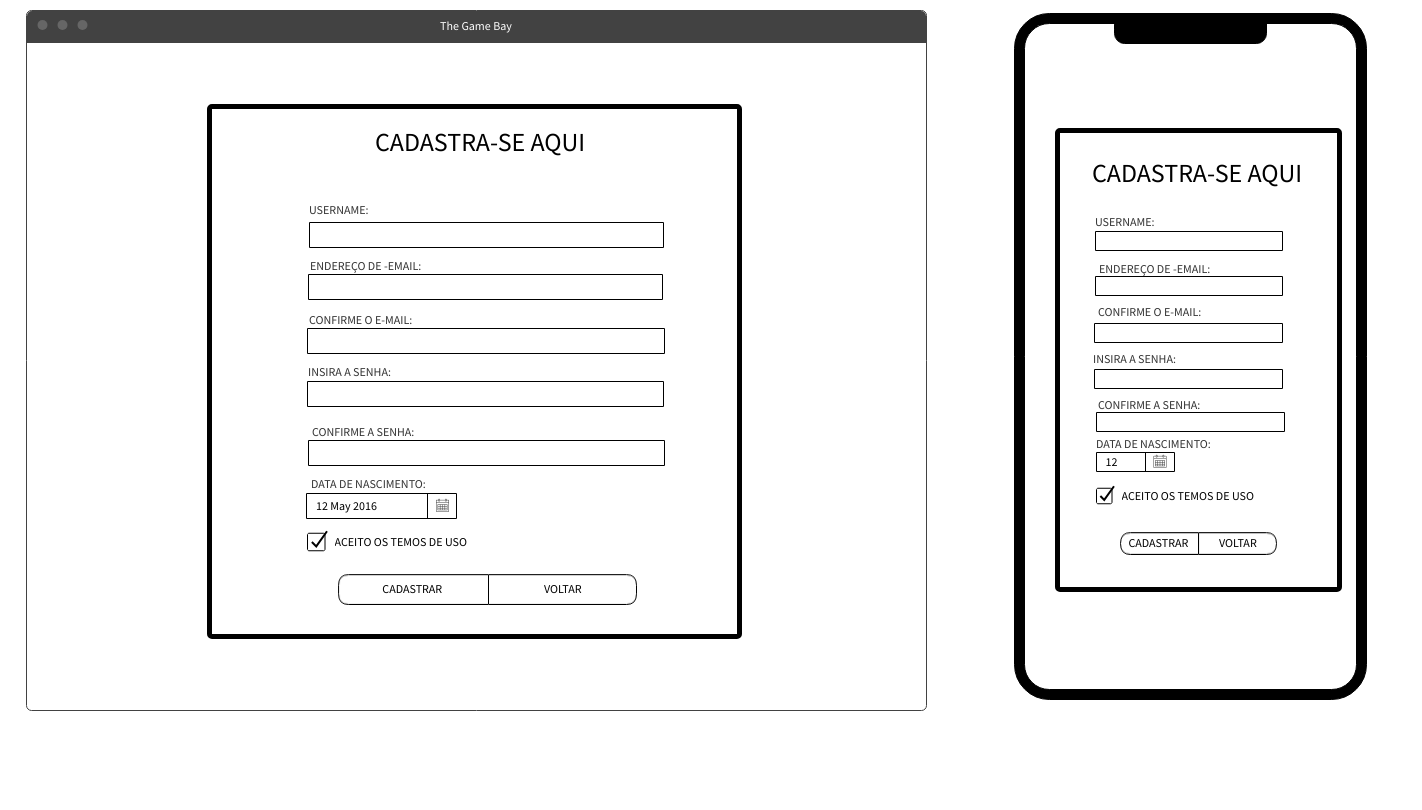 The Game Bay
CADASTRA-SE AQUI
USERNAME:
ENDEREÇO DE -EMAIL:
CONFIRME O E-MAIL:
INSIRA A SENHA:
CONFIRME A SENHA:
DATA DE NASCIMENTO:
12 May 2016
ACEITO OS TEMOS DE USO
CADASTRAR VOLTAR
CADASTRA-SE AQUI
USERNAME:
ENDEREÇO DE -EMAIL:
CONFIRME O E-MAIL:
INSIRA A SENHA:
CONFIRME A SENHA:
DATA DE NASCIMENTO:
12
ACEITO OS TEMOS DE USO
CADASTRAR VOLTAR